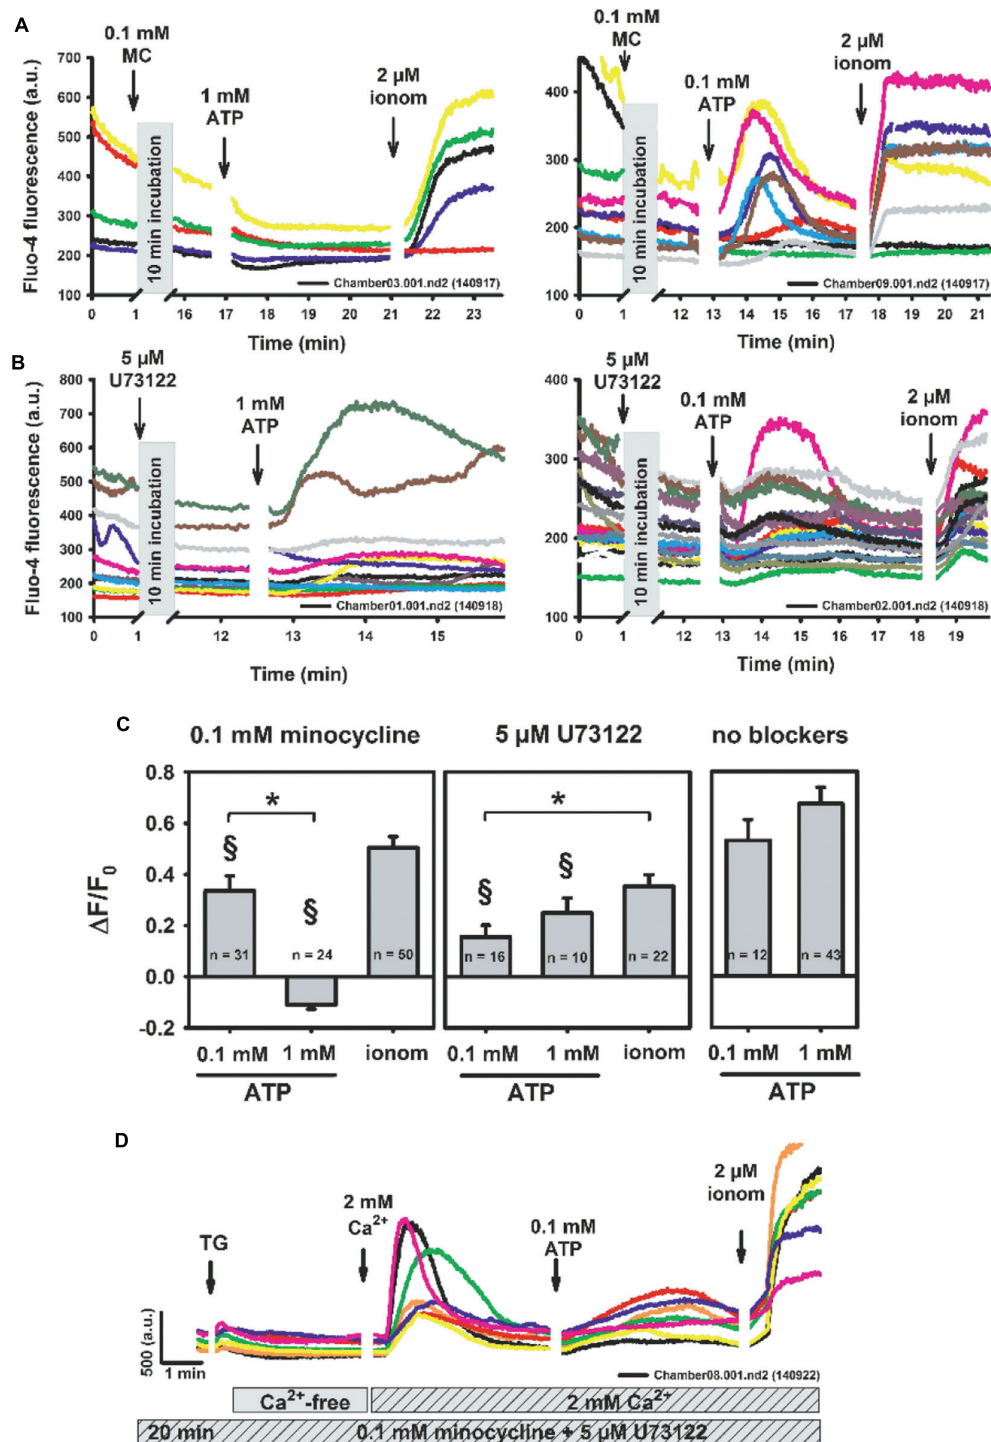 A
0.1 mM
MC
1 mM
ATP
2 µM
ionom
Fluo-4 fluorescence (a.u.)
700
600
500
400
300
200
100
10 min incubation
Chamber03.001.nd2 (140917)
0 1 16 17 18 19 20 21 22 23
Time (min)
0.1 mM
MC
0.1 mM
ATP
2 µM
ionom
400
300
200
100
10 min incubation
Chamber09.001.nd2 (140917)
0 1 12 13 14 15 16 17 18 19 20 21
Time (min)
B
5 µM
U73122
1 mM
ATP
Fluo-4 fluorescence (a.u.)
800
700
600
500
400
300
200
100
10 min incubation
Chamber01.001.nd2 (140918)
0 1 12 13 14 15
Time (min)
5 µM
U73122
0.1 mM
ATP
2 µM
ionom
400
300
200
100
10 min incubation
Chamber02.001.nd2 (140918)
0 1 12 13 14 15 16 17 18 19
Time (min)
C
0.1 mM minocycline 5 µM U73122 no blockers
ΔF/F0
0.8
0.6
0.4
0.2
0.0
-0.2
*
§
§
n = 31 n = 24 n = 50
0.1 mM 1 mM ionom
ATP
*
§
§
n = 16 n = 10 n = 22
0.1 mM 1 mM ionom
ATP
n = 12 n = 43
0.1 mM 1 mM
ATP
D
TG
2 mM
Ca2+
0.1 mM
ATP
2 µM
ionom
500 (a.u.)
1 min
Chamber08.001.nd2 (140922)
Ca2+-free 2 mM Ca2+
20 min 0.1 mM minocycline + 5 µM U73122